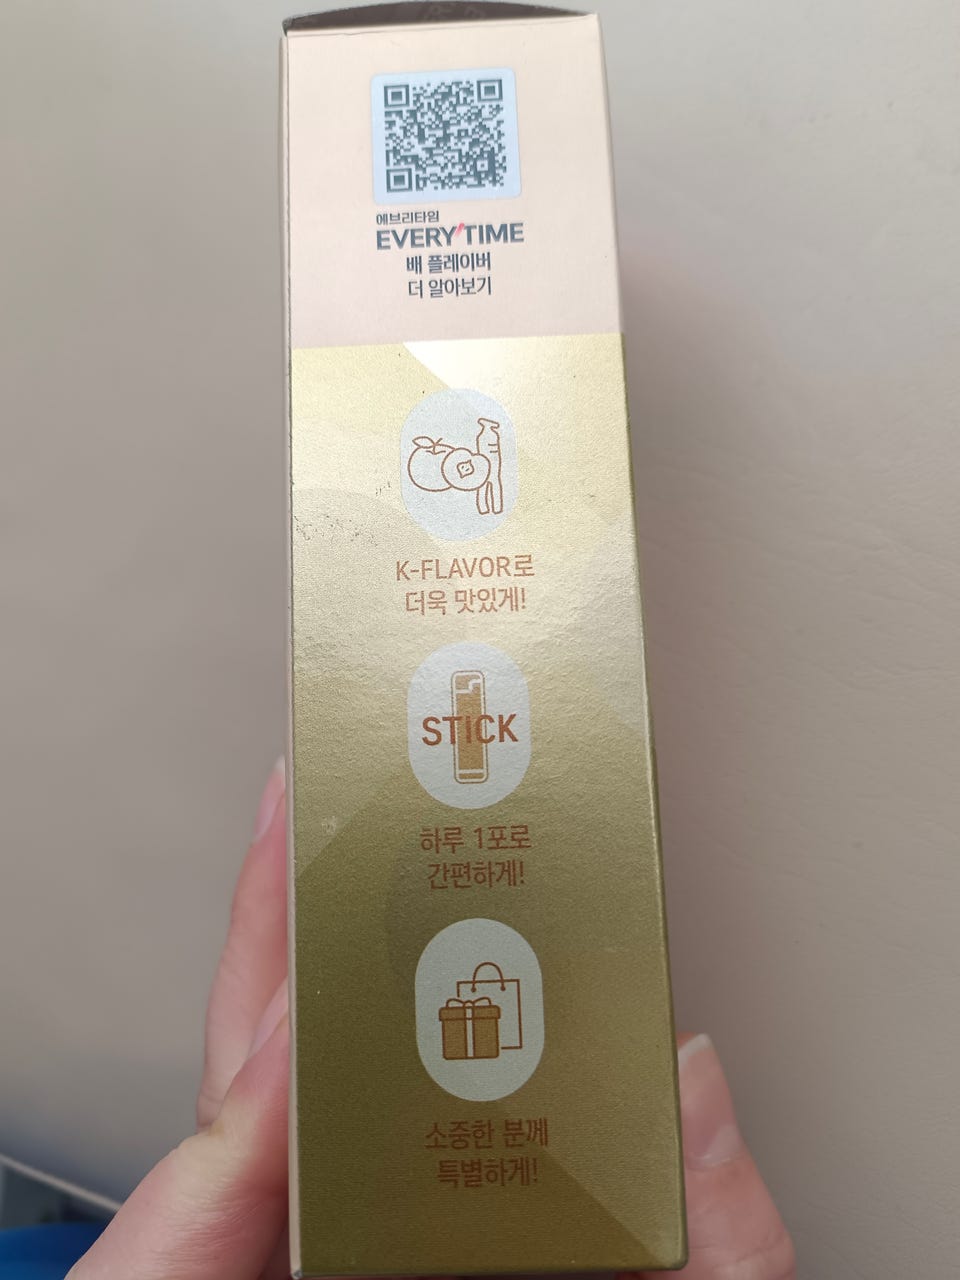 에브리타임
EVERY'TIME
배 플레이버
더 알아보기
K-FLAVOR로
더욱 맛있게!
STICK
하루 1포로
간편하게!
소중한 분께
특별하게!